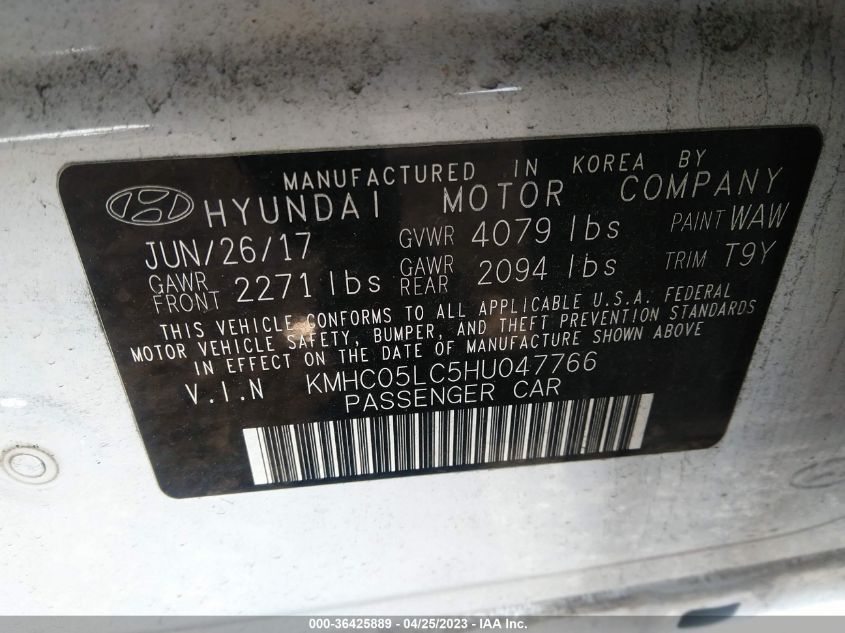 MANUFACTURED IN KOREA BY
HYUNDAI MOTOR COMPANY
JUN/26/17 GVWR 4079 lbs PAINT WAW
GAWR FRONT 2271 lbs GAWR REAR 2094 lbs TRIM T9Y
THIS VEHICLE CONFORMS TO ALL APPLICABLE U.S.A. FEDERAL
MOTOR VEHICLE SAFETY, BUMPER, AND THEFT PREVENTION STANDARDS
IN EFFECT ON THE DATE OF MANUFACTURE SHOWN ABOVE
V.I.N KMHC05LC5HU047766
PASSENGER CAR
000-36425889 - 04/25/2023 - IAA Inc.